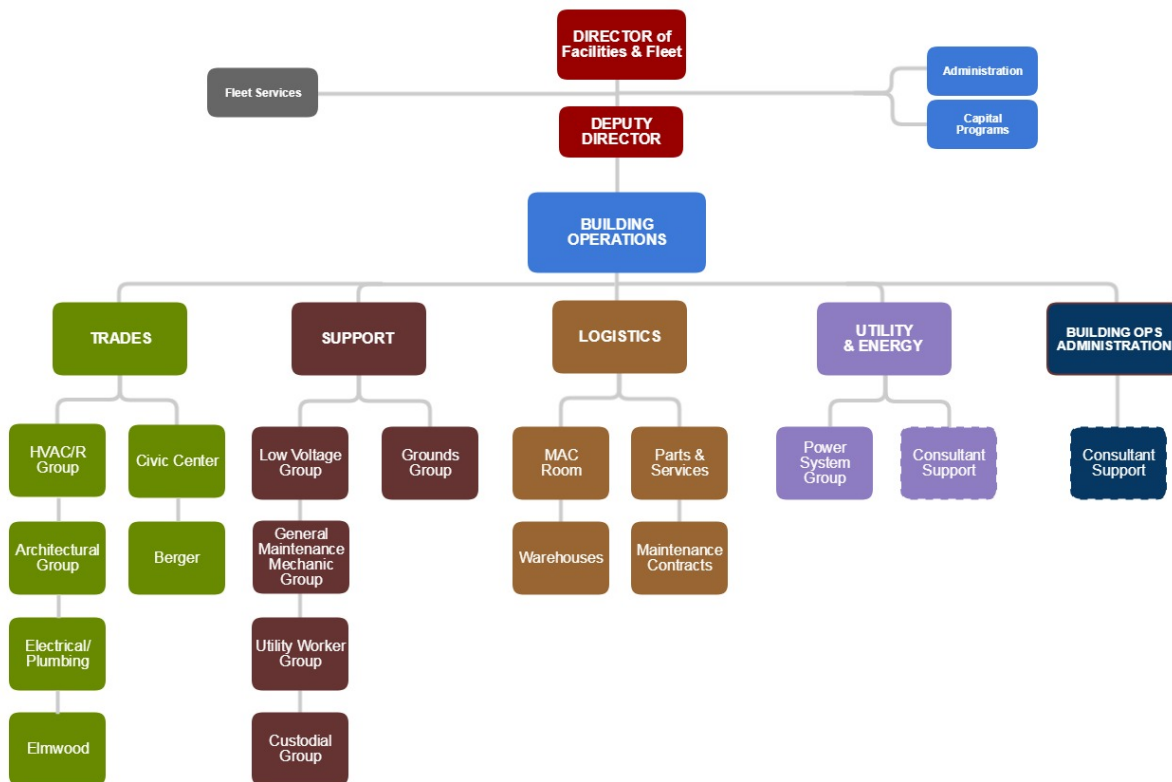 DIRECTOR of
Facilities & Fleet
Fleet Services
Administration
Capital
Programs
DEPUTY
DIRECTOR
BUILDING
OPERATIONS
TRADES
SUPPORT
LOGISTICS
UTILITY
& ENERGY
BUILDING OPS
ADMINISTRATION
HVAC/R
Group
Civic Center
Low Voltage
Group
Grounds
Group
MAC
Room
Parts &
Services
Power
System
Group
Consultant
Support
Consultant
Support
Architectural
Group
Berger
General
Maintenance
Mechanic
Group
Warehouses
Maintenance
Contracts
Electrical/
Plumbing
Utility Worker
Group
Elmwood
Custodial
Group